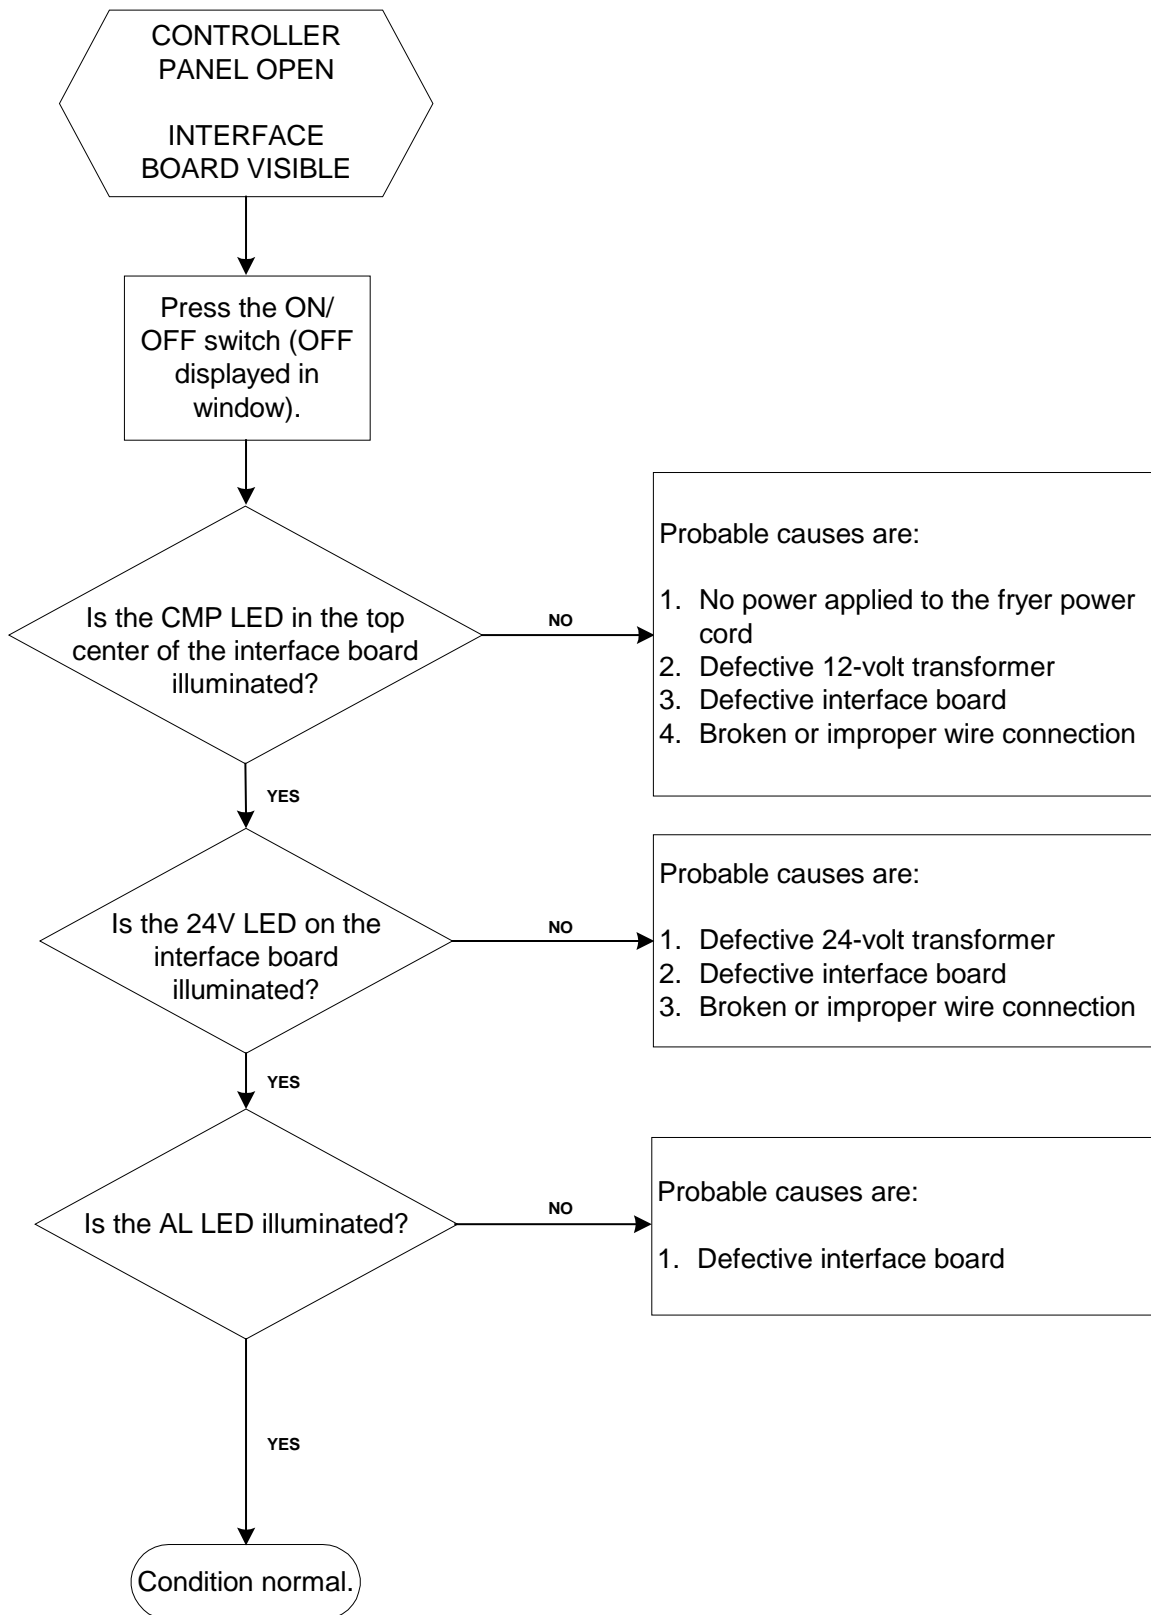 CONTROLLER
PANEL OPEN
INTERFACE
BOARD VISIBLE
Press the ON/
OFF switch (OFF
displayed in
window).
Is the CMP LED in the top
center of the interface board
illuminated?
NO
Probable causes are:
1. No power applied to the fryer power
cord
2. Defective 12-volt transformer
3. Defective interface board
4. Broken or improper wire connection
YES
Is the 24V LED on the
interface board
illuminated?
NO
Probable causes are:
1. Defective 24-volt transformer
2. Defective interface board
3. Broken or improper wire connection
YES
Is the AL LED illuminated?
NO
Probable causes are:
1. Defective interface board
YES
Condition normal.